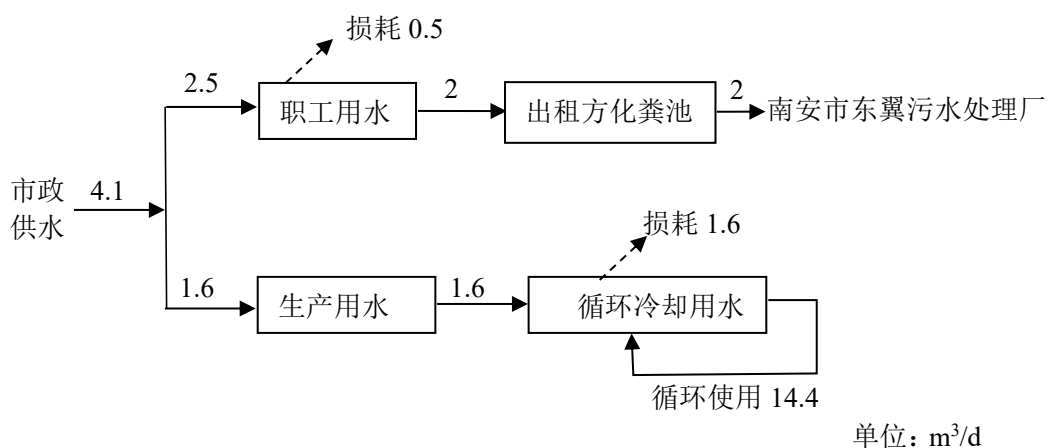 损耗 0.5
2.5
职工用水
2
出租方化粪池
2
南安市东翼污水处理厂
市政
供水
4.1
损耗 1.6
1.6
生产用水
1.6
循环冷却用水
循环使用 14.4
单位：m³/d